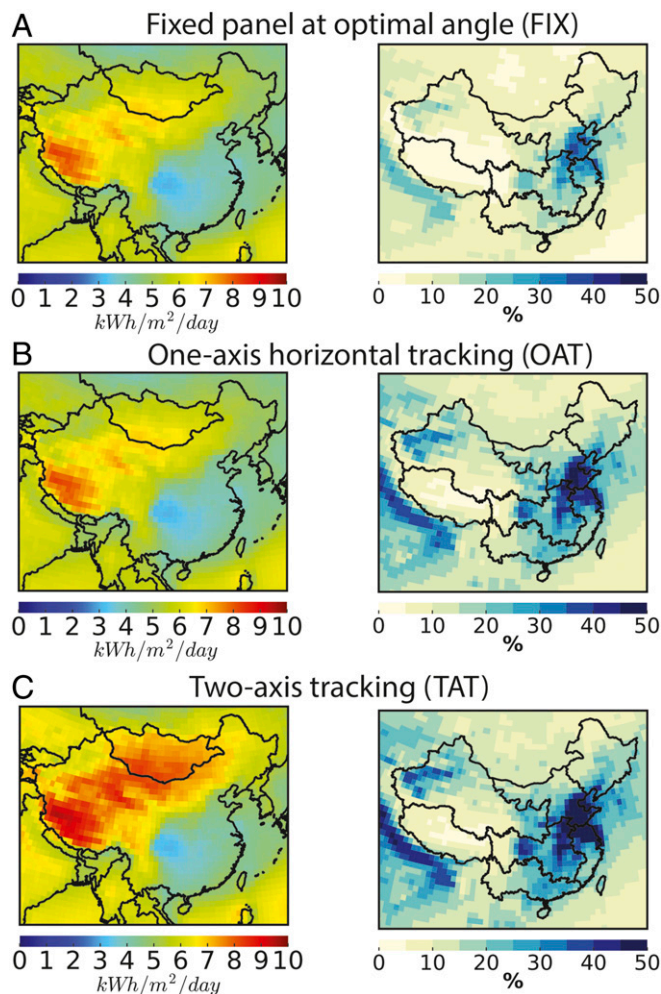 A Fixed panel at optimal angle (FIX)
0 1 2 3 4 5 6 7 8 9 10
kWh/m²/day
0 10 20 30 40 50
%
B One-axis horizontal tracking (OAT)
0 1 2 3 4 5 6 7 8 9 10
kWh/m²/day
0 10 20 30 40 50
%
C Two-axis tracking (TAT)
0 1 2 3 4 5 6 7 8 9 10
kWh/m²/day
0 10 20 30 40 50
%